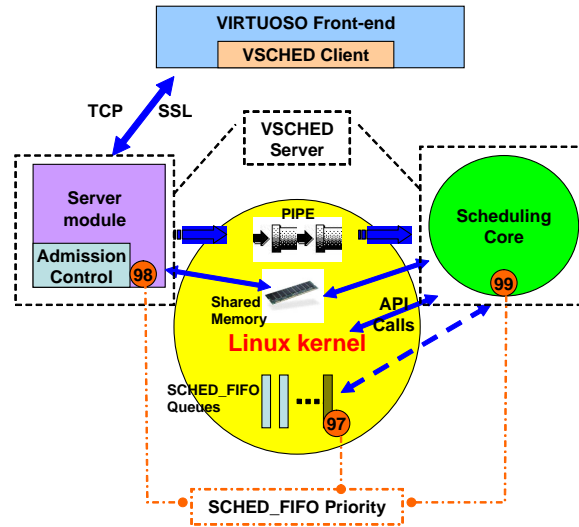 VIRTUOSO Front-end
VSCHED Client
TCP
SSL
VSCHED
Server
Server
module
Admission
Control
98
PIPE
Scheduling
Core
99
Shared
Memory
API
Calls
Linux kernel
SCHED_FIFO
Queues
97
SCHED_FIFO Priority